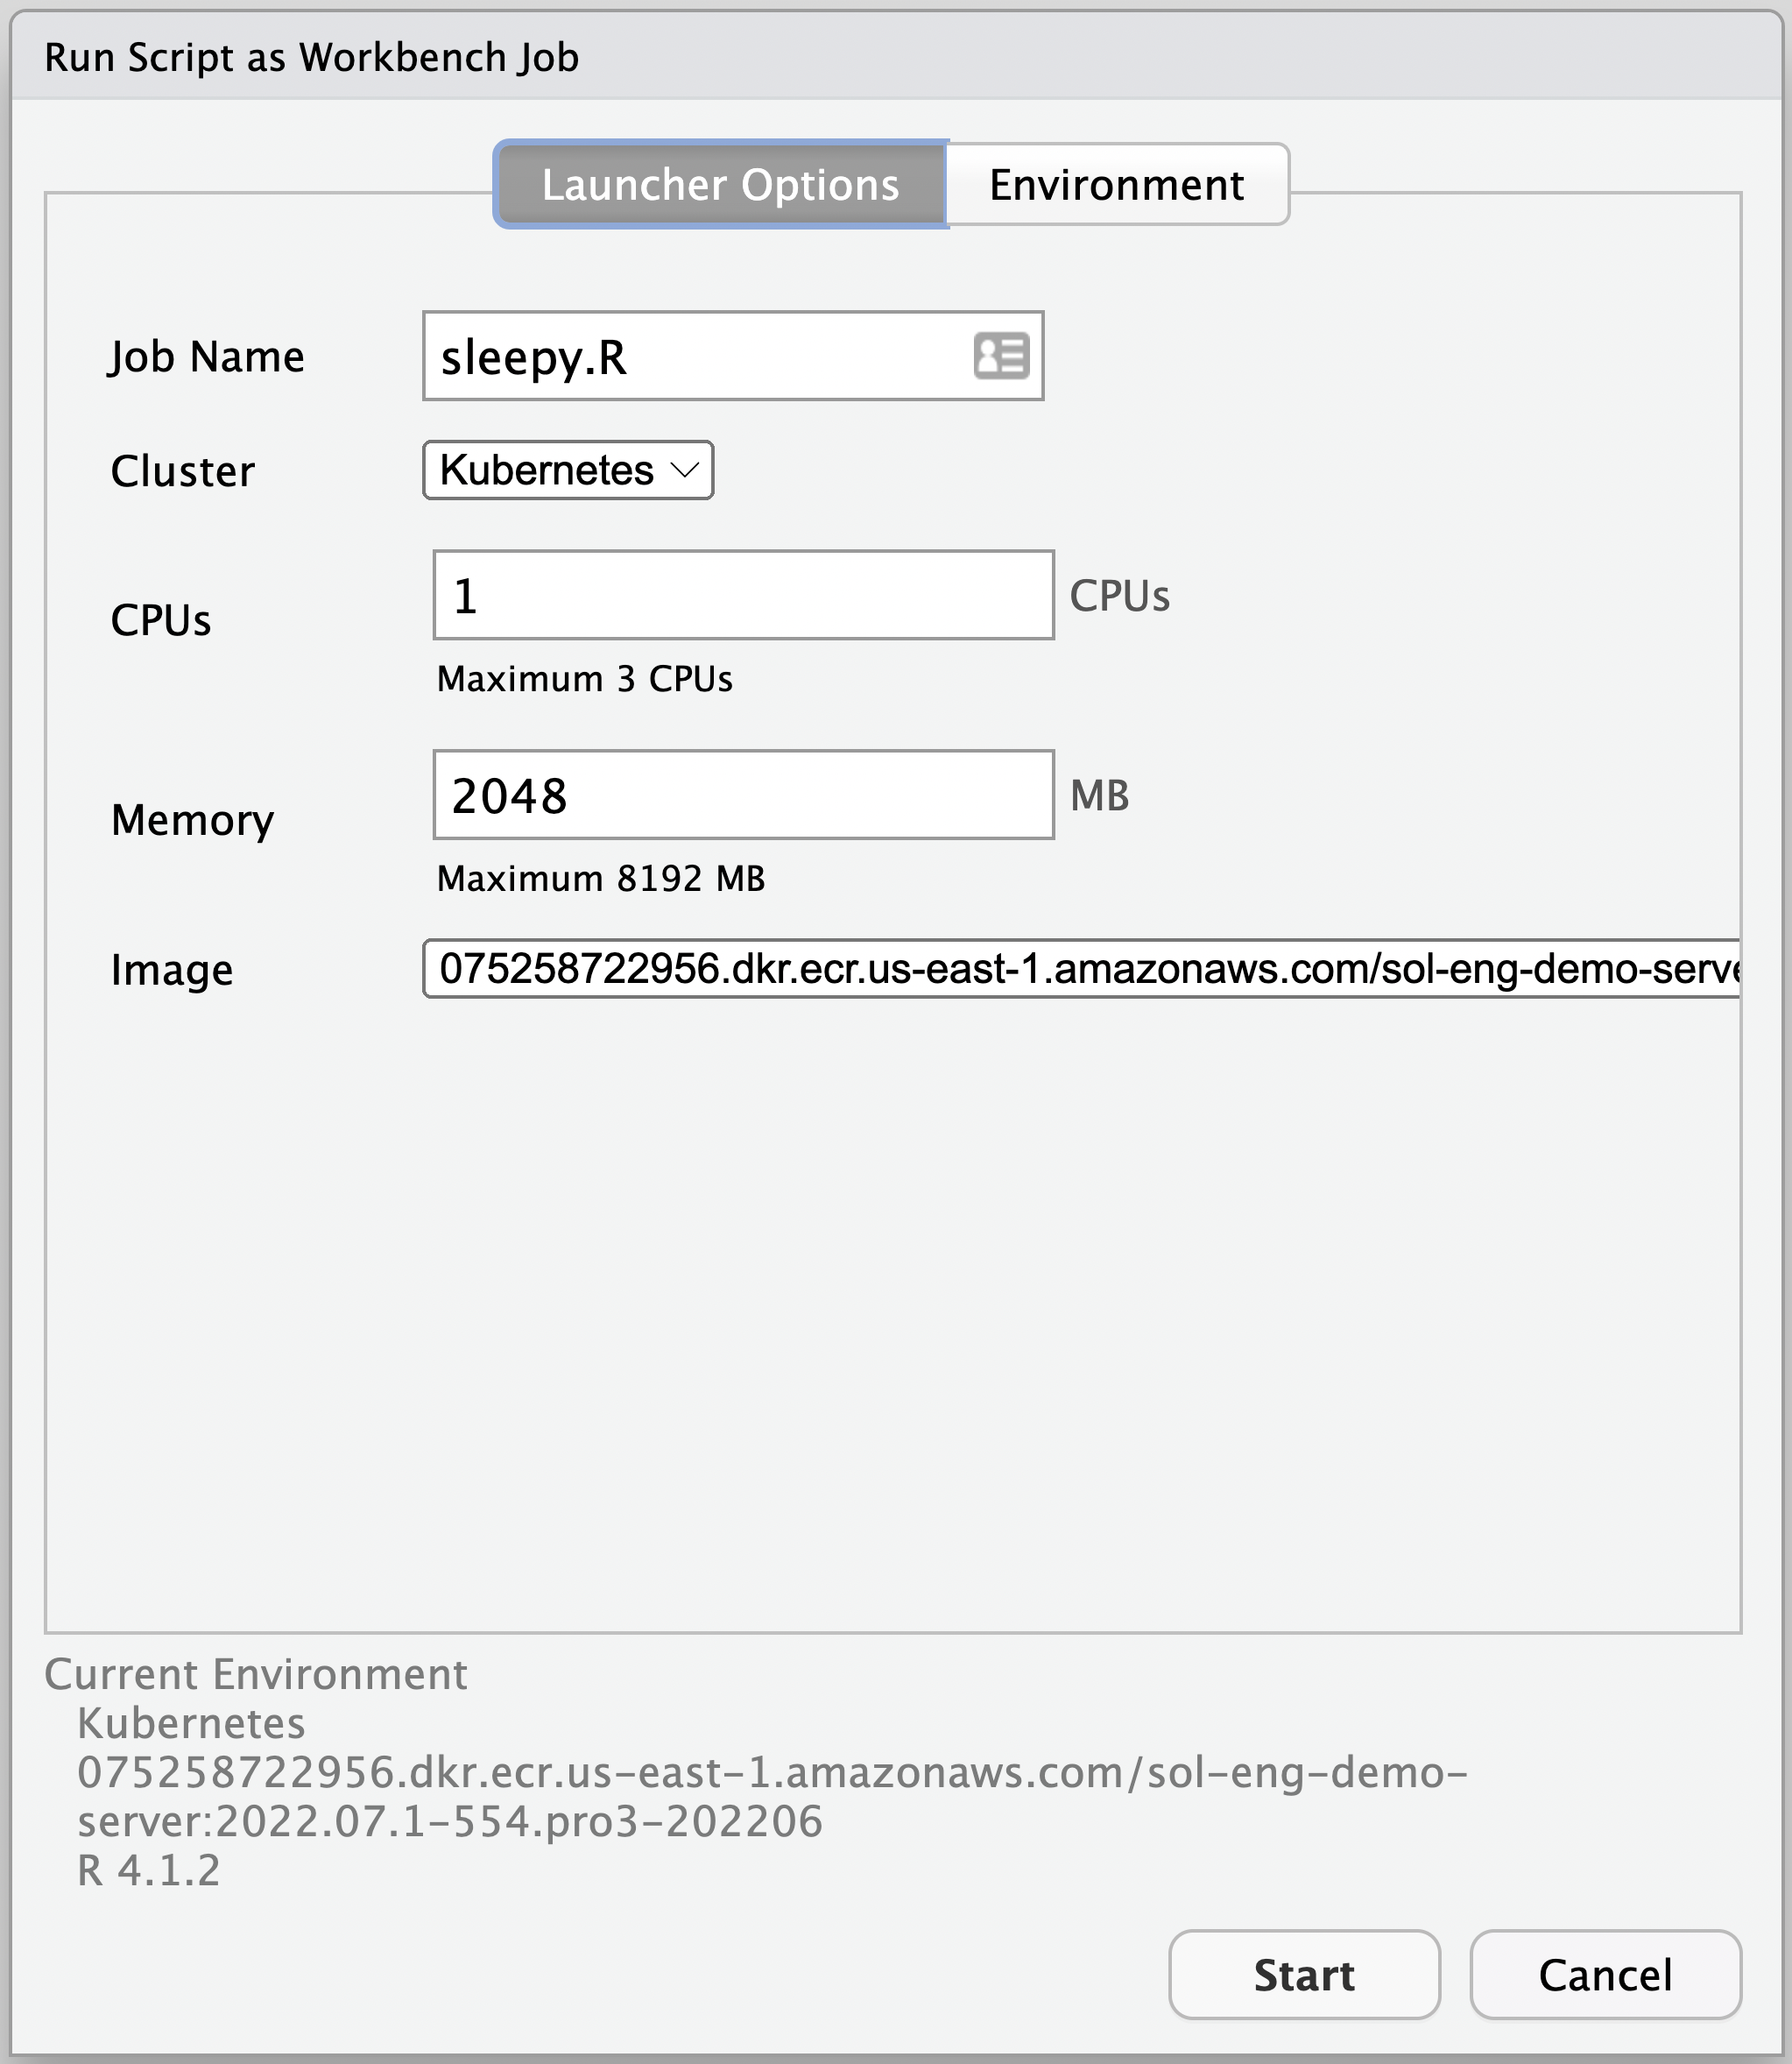 Run Script as Workbench Job
Launcher Options Environment
Job Name sleepy.R
Cluster Kubernetes
CPUs 1 CPUs
Maximum 3 CPUs
Memory 2048 MB
Maximum 8192 MB
Image 075258722956.dkr.ecr.us-east-1.amazonaws.com/sol-eng-demo-serve
Current Environment
Kubernetes
075258722956.dkr.ecr.us-east-1.amazonaws.com/sol-eng-demo-
server:2022.07.1-554.pro3-202206
R 4.1.2
Start Cancel